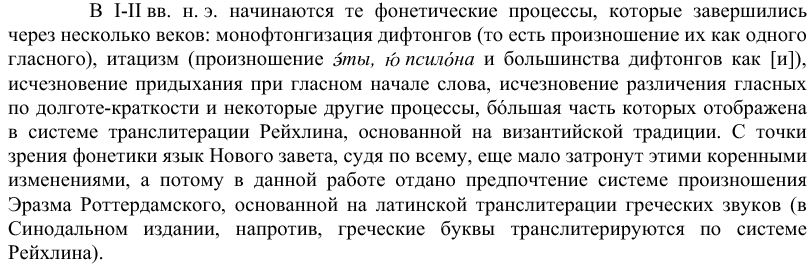 В I-II вв. н. э. начинаются те фонетические процессы, которые завершились
через несколько веков: монофтонгизация дифтонгов (то есть произношение их как одного
гласного), итацизм (произношение э́ты, ю́псило́на и большинства дифтонгов как [и]),
исчезновение придыхания при гласном начале слова, исчезновение различения гласных
по долготе-краткости и некоторые другие процессы, бо́льшая часть которых отображена
в системе транслитерации Рейхлина, основанной на византийской традиции. С точки
зрения фонетики язык Нового завета, судя по всему, еще мало затронут этими коренными
изменениями, а потому в данной работе отдано предпочтение системе произношения
Эразма Роттердамского, основанной на латинской транслитерации греческих звуков (в
Синодальном издании, напротив, греческие буквы транслитерируются по системе
Рейхлина).